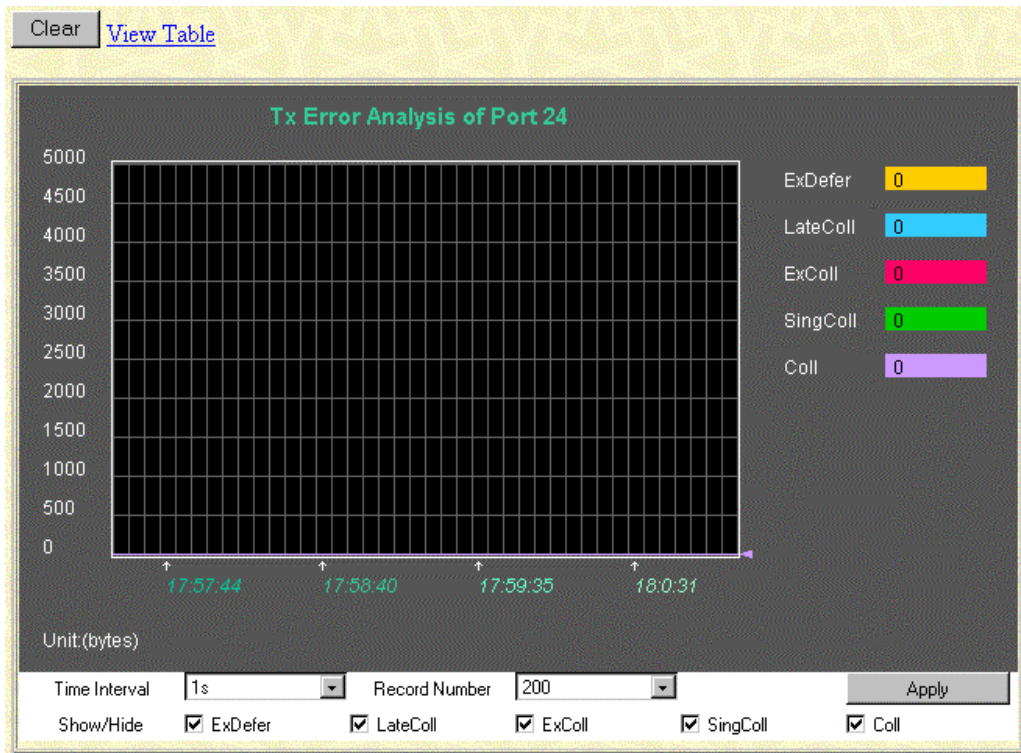 Clear View Table
Tx Error Analysis of Port 24
5000
4500
4000
3500
3000
2500
2000
1500
1000
500
0
ExDefer 0
LateColl 0
ExColl 0
SingColl 0
Coll 0
17:57:44 17:58:40 17:59:35 18:0:31
Unit:(bytes)
Time Interval 1s Record Number 200 Apply
Show/Hide ExDefer LateColl ExColl SingColl Coll